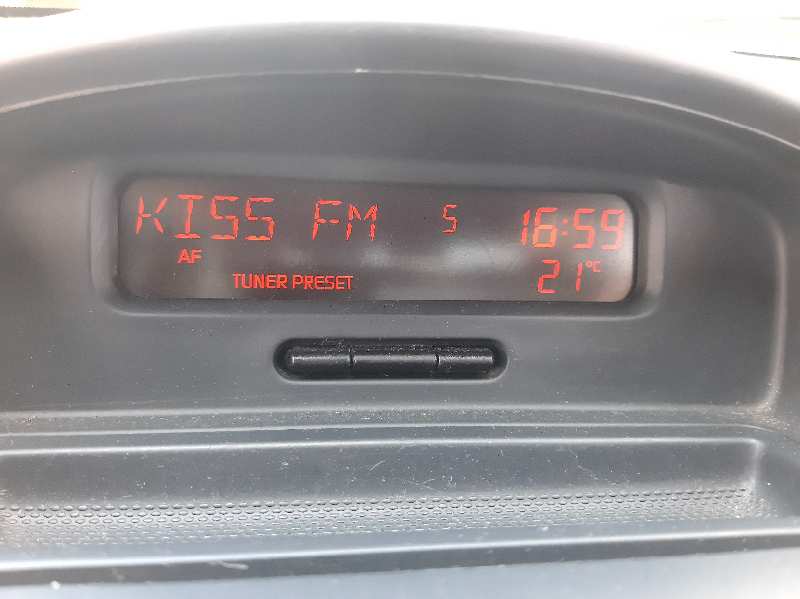 KISS FM 5 16:59
AF TUNER PRESET 21°C